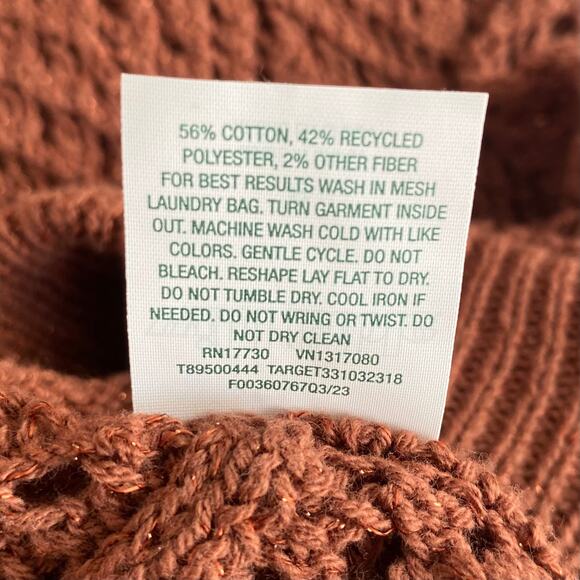 56% COTTON, 42% RECYCLED
POLYESTER, 2% OTHER FIBER
FOR BEST RESULTS WASH IN MESH
LAUNDRY BAG. TURN GARMENT INSIDE
OUT. MACHINE WASH COLD WITH LIKE
COLORS. GENTLE CYCLE. DO NOT
BLEACH. RESHAPE LAY FLAT TO DRY.
DO NOT TUMBLE DRY. COOL IRON IF
NEEDED. DO NOT WRING OR TWIST. DO
NOT DRY CLEAN
RN17730 VN1317080
T89500444 TARGET331032318
F00360767Q3/23